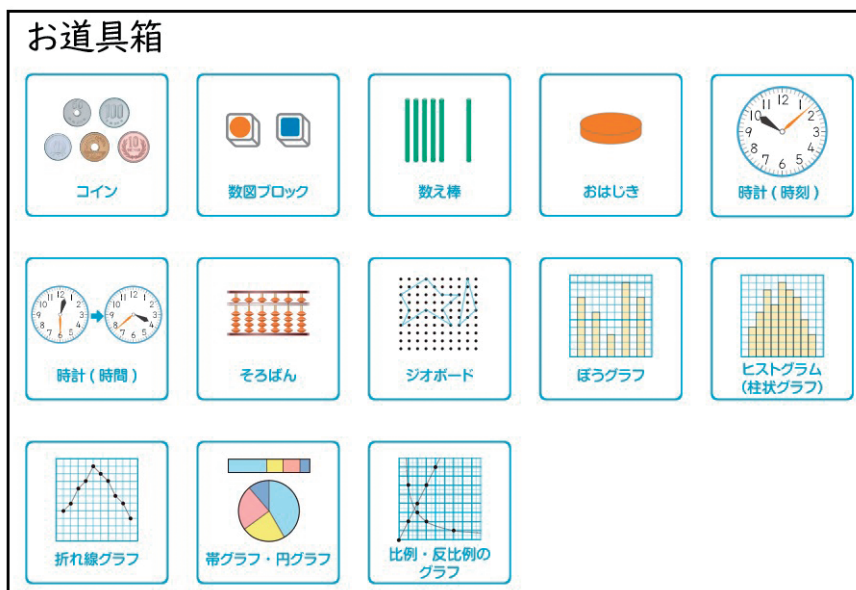 お道具箱
コイン
数図ブロック
数え棒
おはじき
時計(時刻)
時計(時間)
そろばん
ジオボード
ぼうグラフ
ヒストグラム
(柱状グラフ)
折れ線グラフ
帯グラフ・円グラフ
比例・反比例の
グラフ